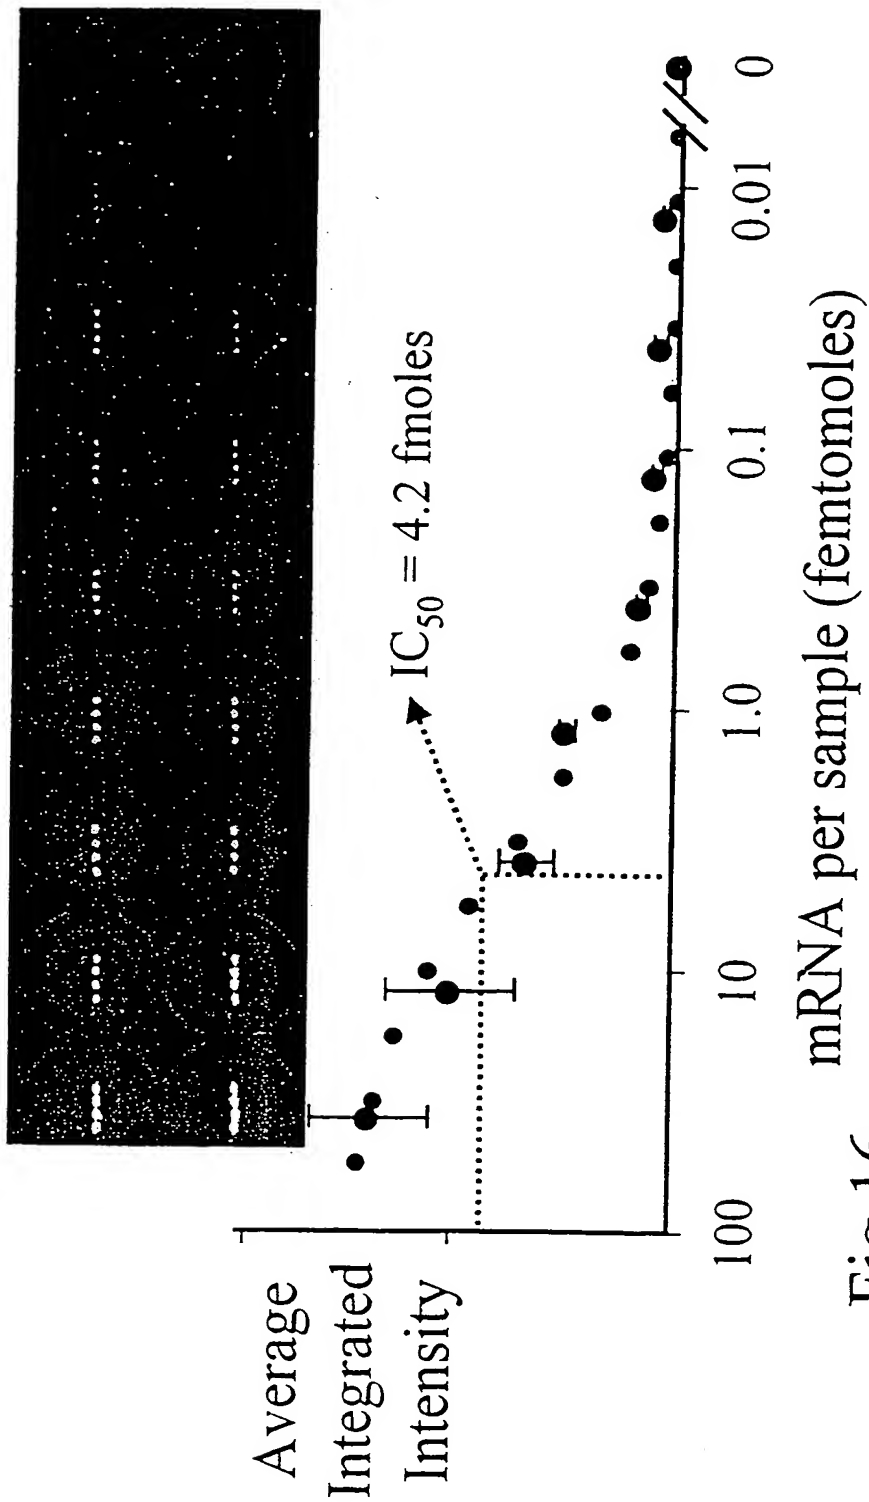 Average
Integrated
Intensity
IC50 = 4.2 fmoles
100 10 1.0 0.1 0.01 0
mRNA per sample (femtomoles)